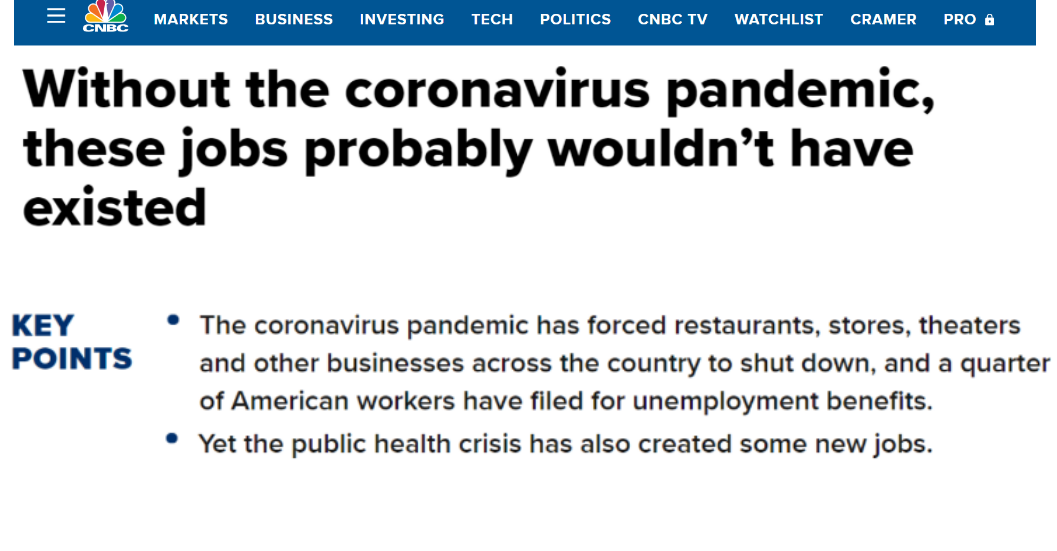 CNBC MARKETS BUSINESS INVESTING TECH POLITICS CNBC TV WATCHLIST CRAMER PRO
Without the coronavirus pandemic,
these jobs probably wouldn’t have
existed
KEY
POINTS
• The coronavirus pandemic has forced restaurants, stores, theaters
and other businesses across the country to shut down, and a quarter
of American workers have filed for unemployment benefits.
• Yet the public health crisis has also created some new jobs.